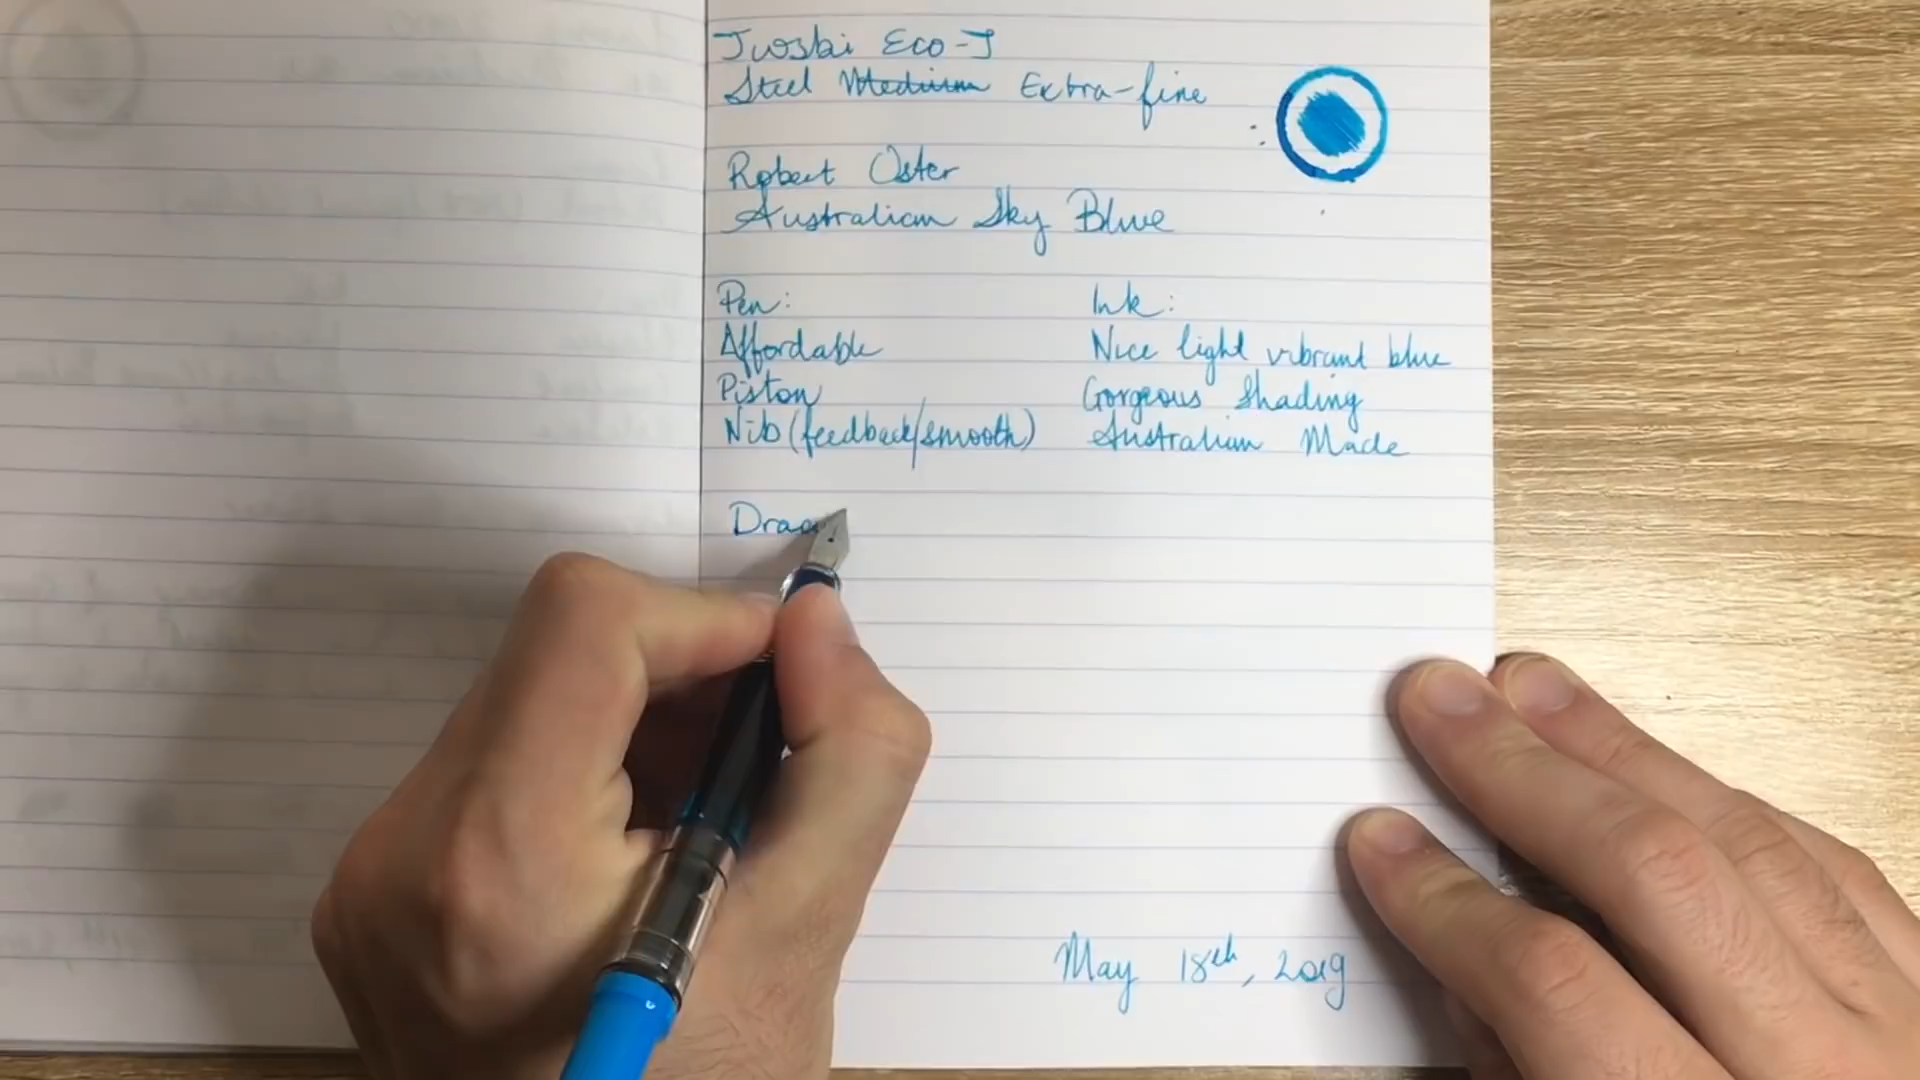 Twsbi Eco-T
Steel Medium Extra-fine
Robert Oster
Australian Sky Blue
Pen:
Affordable
Piston
Nib (feedback/smooth)
Ink:
Nice light vibrant blue
Gorgeous Shading
Australian Made
May 18th, 2019